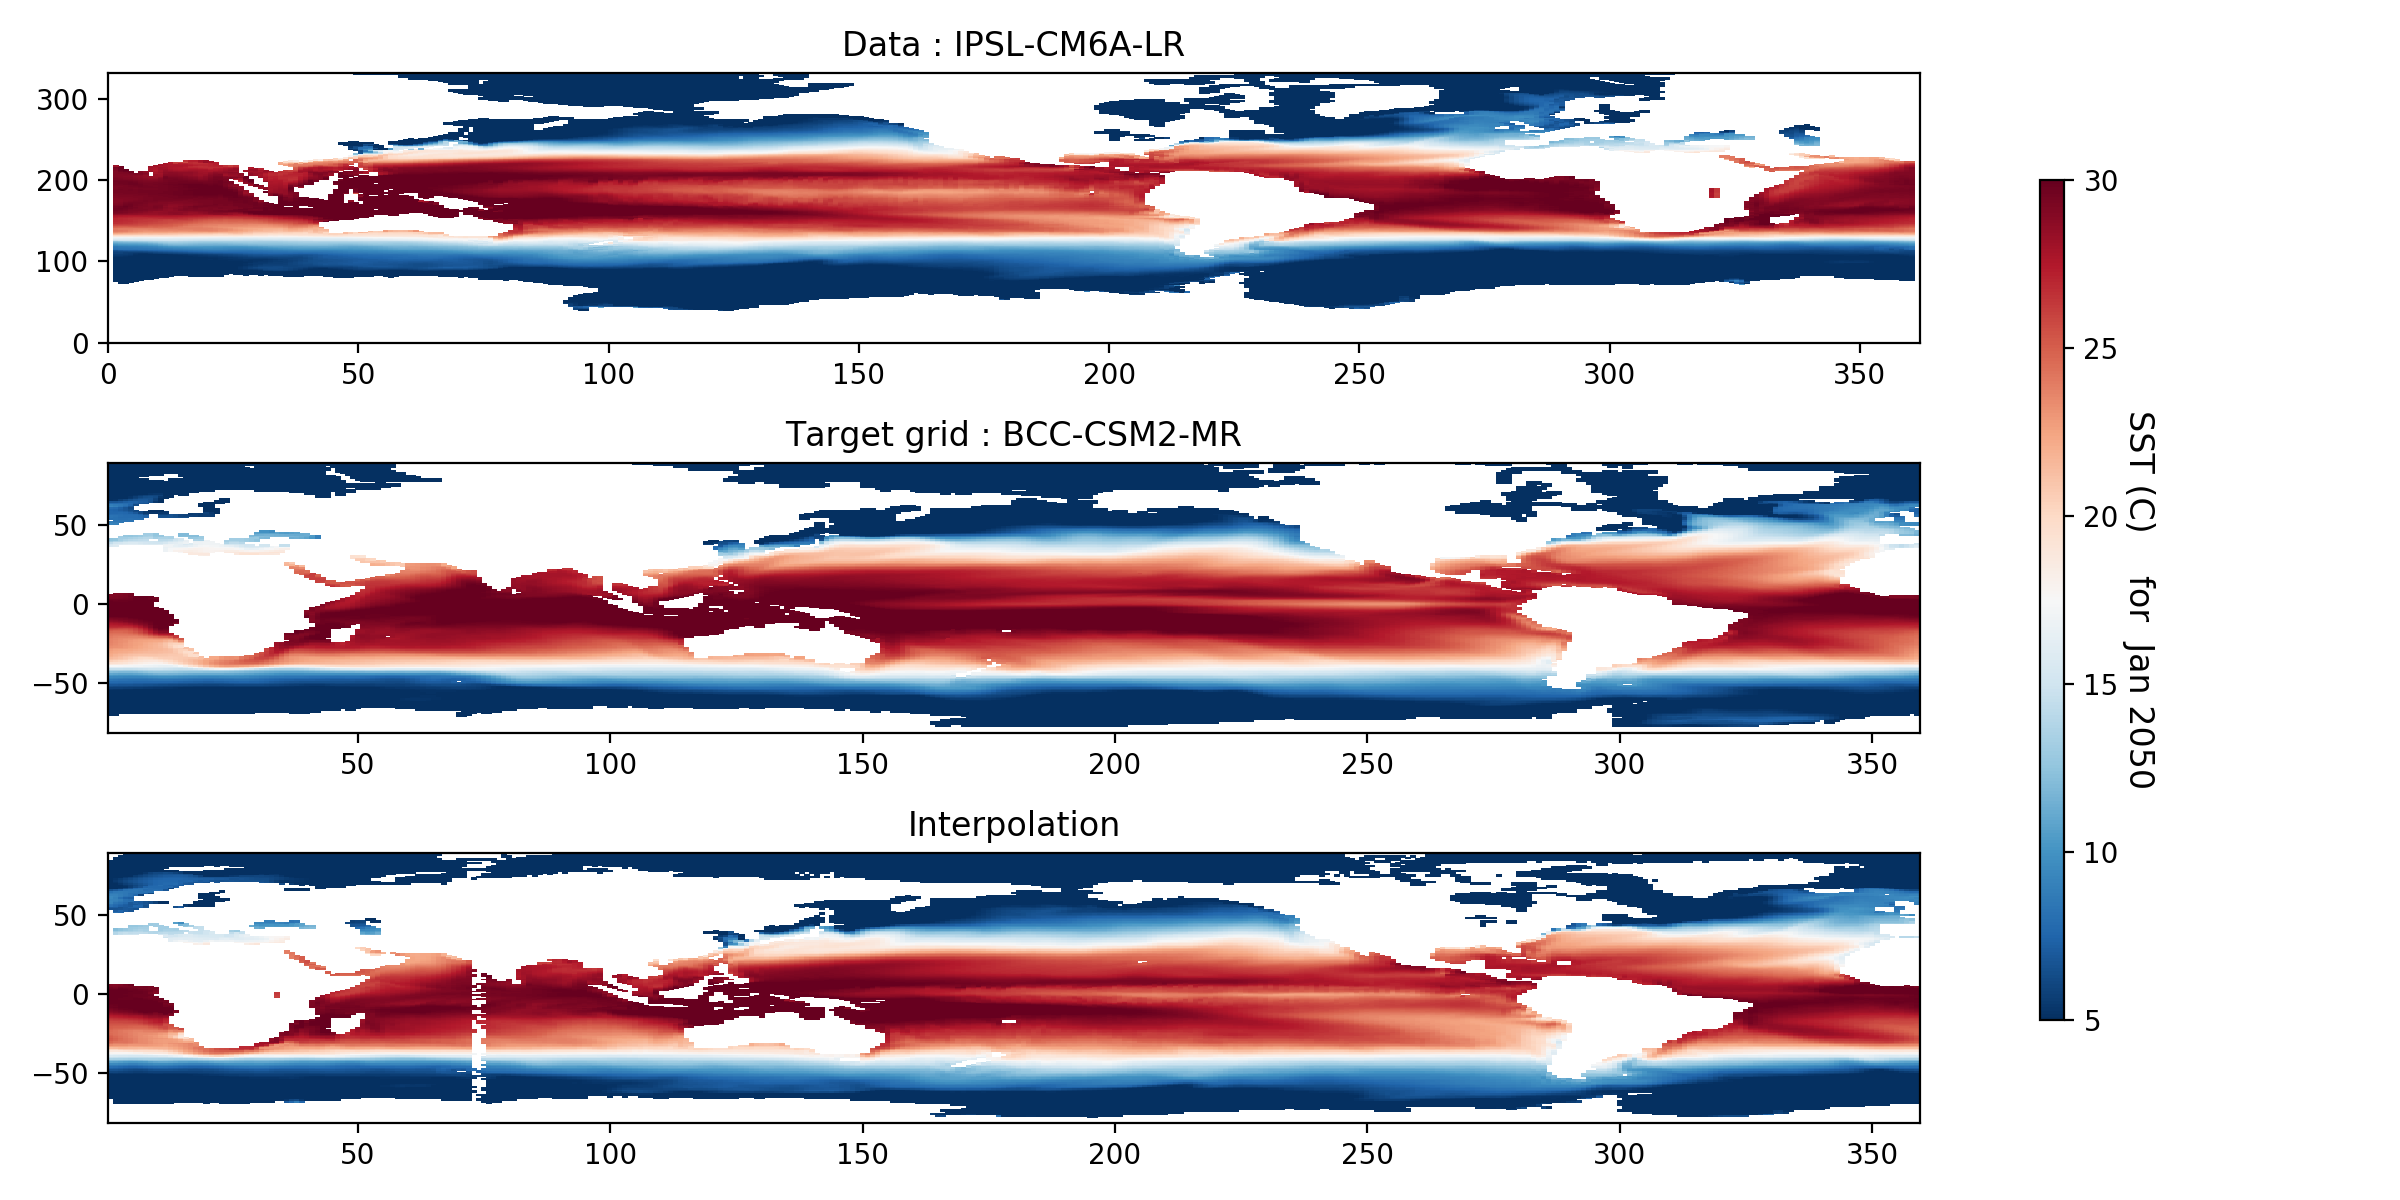 Data : IPSL-CM6A-LR
300
200
100
0
0 50 100 150 200 250 300 350
Target grid : BCC-CSM2-MR
50
0
−50
50 100 150 200 250 300 350
Interpolation
50
0
−50
50 100 150 200 250 300 350
30
25
20
15
10
5
SST (C)   for  Jan 2050